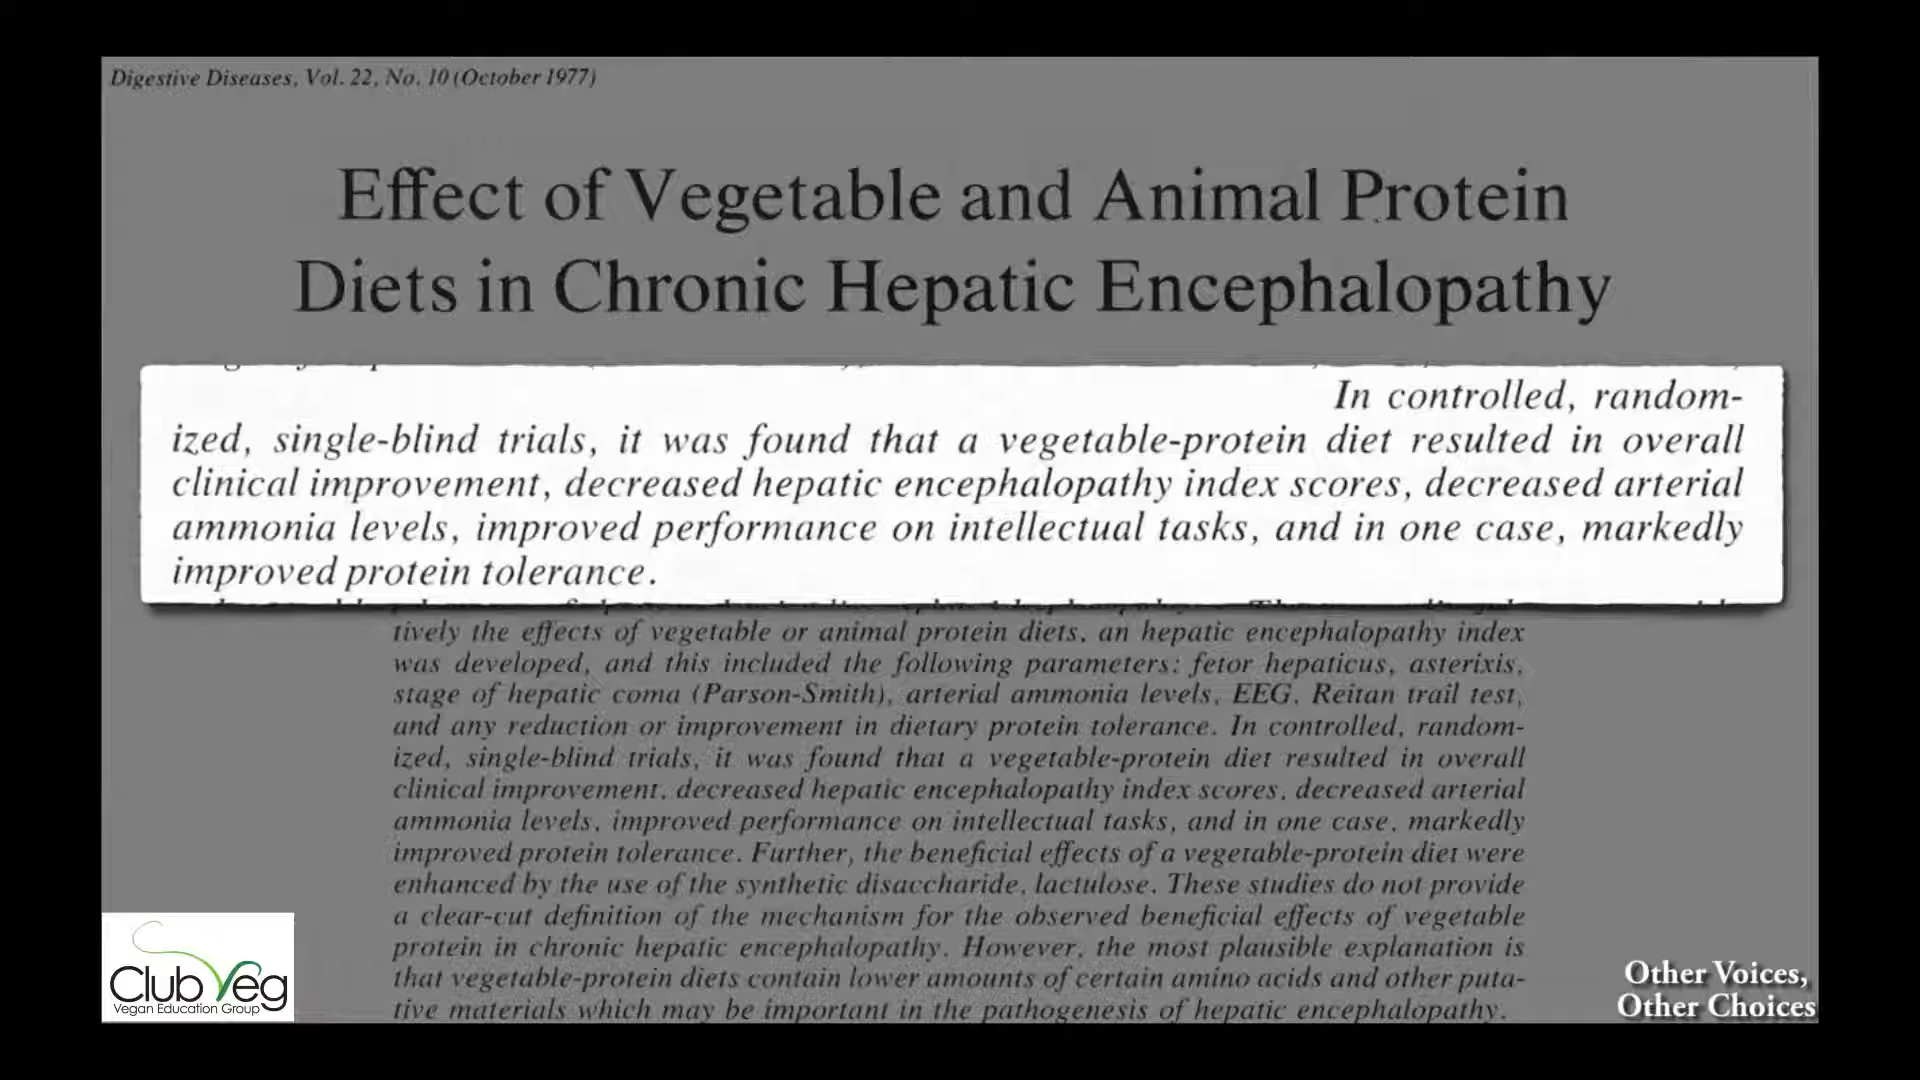 Digestive Diseases, Vol. 22, No. 10 (October 1977)
Effect of Vegetable and Animal Protein
Diets in Chronic Hepatic Encephalopathy
In controlled, random-
ized, single-blind trials, it was found that a vegetable-protein diet resulted in overall
clinical improvement, decreased hepatic encephalopathy index scores, decreased arterial
ammonia levels, improved performance on intellectual tasks, and in one case, markedly
improved protein tolerance.
tively the effects of vegetable or animal protein diets, an hepatic encephalopathy index
was developed, and this included the following parameters: fetor hepaticus, asterixis,
stage of hepatic coma (Parson-Smith), arterial ammonia levels, EEG, Reitan trail test,
and any reduction or improvement in dietary protein tolerance. In controlled, random-
ized, single-blind trials, it was found that a vegetable-protein diet resulted in overall
clinical improvement, decreased hepatic encephalopathy index scores, decreased arterial
ammonia levels, improved performance on intellectual tasks, and in one case, markedly
improved protein tolerance. Further, the beneficial effects of a vegetable-protein diet were
enhanced by the use of the synthetic disaccharide, lactulose. These studies do not provide
a clear-cut definition of the mechanism for the observed beneficial effects of vegetable
protein in chronic hepatic encephalopathy. However, the most plausible explanation is
that vegetable-protein diets contain lower amounts of certain amino acids and other puta-
tive materials which may be important in the pathogenesis of hepatic encephalopathy.
Club Veg
Vegan Education Group
Other Voices,
Other Choices